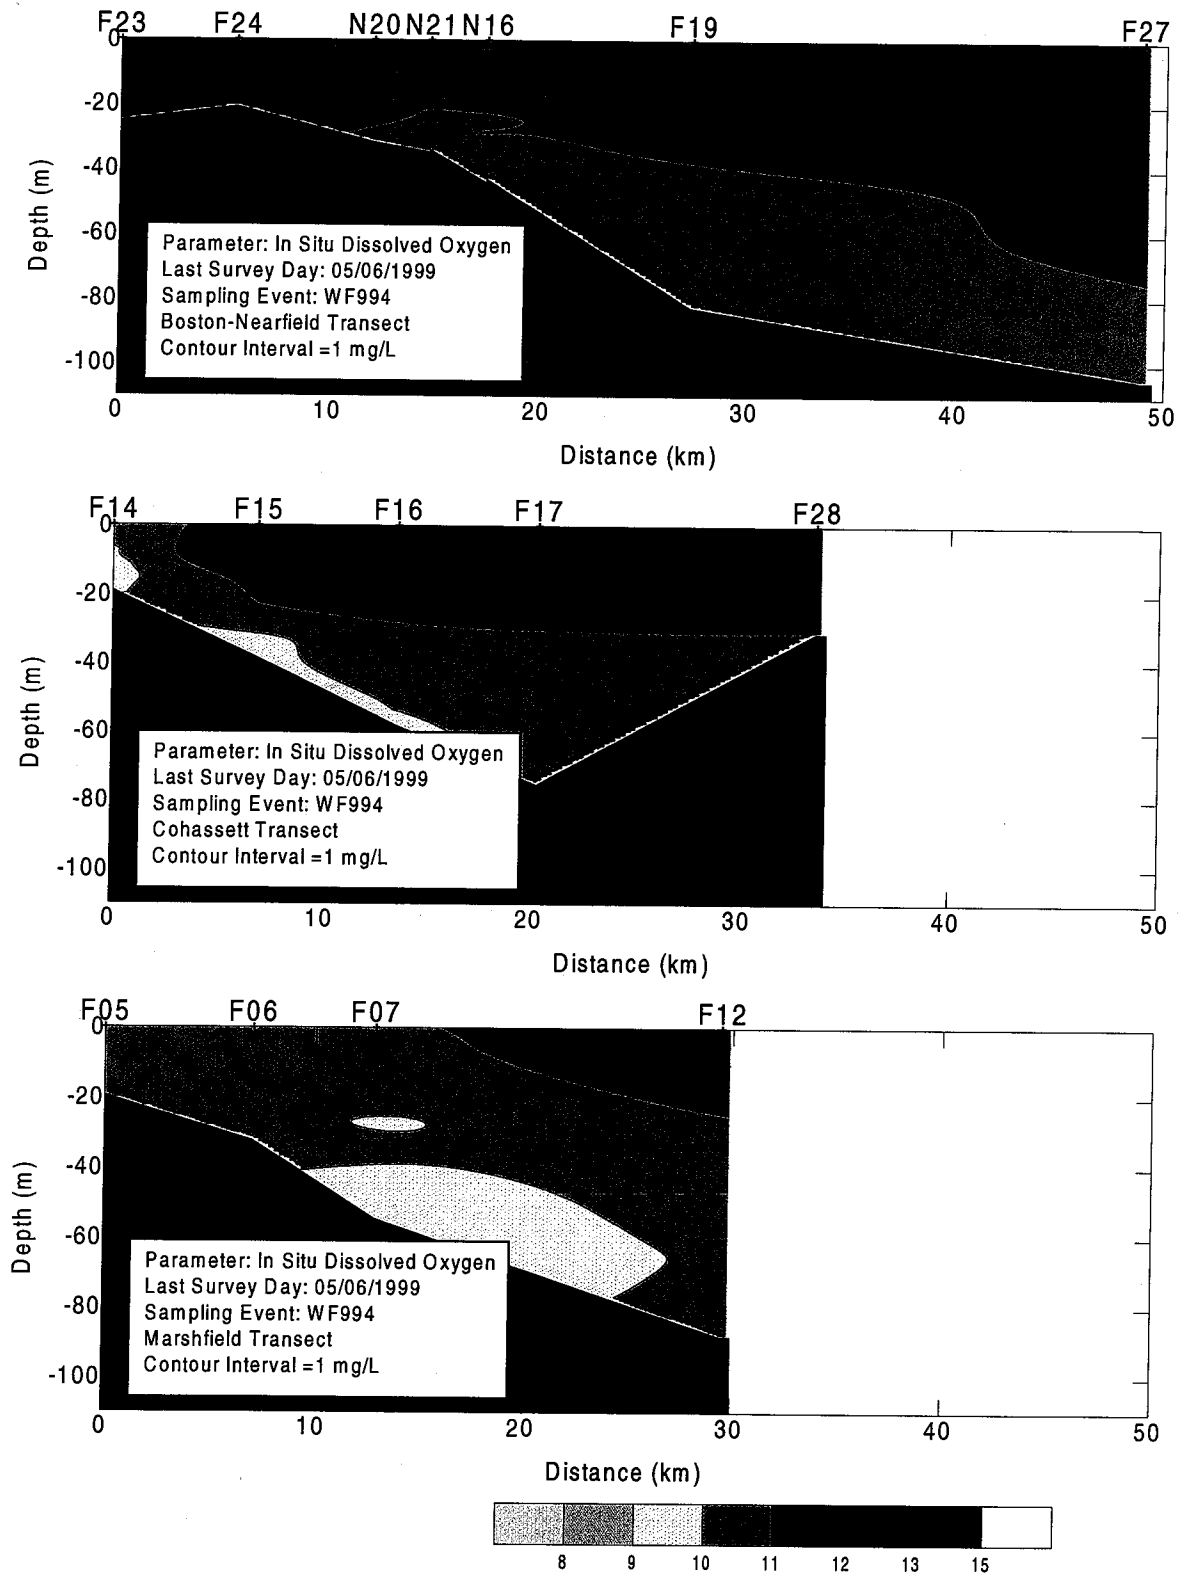 F23 F24 N20 N21 N16 F19 F27
0
-20
-40
-60
-80
-100
Depth (m)
Parameter: In Situ Dissolved Oxygen
Last Survey Day: 05/06/1999
Sampling Event: WF994
Boston-Nearfield Transect
Contour Interval =1 mg/L
0 10 20 30 40 50
Distance (km)
F14 F15 F16 F17 F28
0
-20
-40
-60
-80
-100
Depth (m)
Parameter: In Situ Dissolved Oxygen
Last Survey Day: 05/06/1999
Sampling Event: WF994
Cohassett Transect
Contour Interval =1 mg/L
0 10 20 30 40 50
Distance (km)
F05 F06 F07 F12
0
-20
-40
-60
-80
-100
Depth (m)
Parameter: In Situ Dissolved Oxygen
Last Survey Day: 05/06/1999
Sampling Event: WF994
Marshfield Transect
Contour Interval =1 mg/L
0 10 20 30 40 50
Distance (km)
8 9 10 11 12 13 15